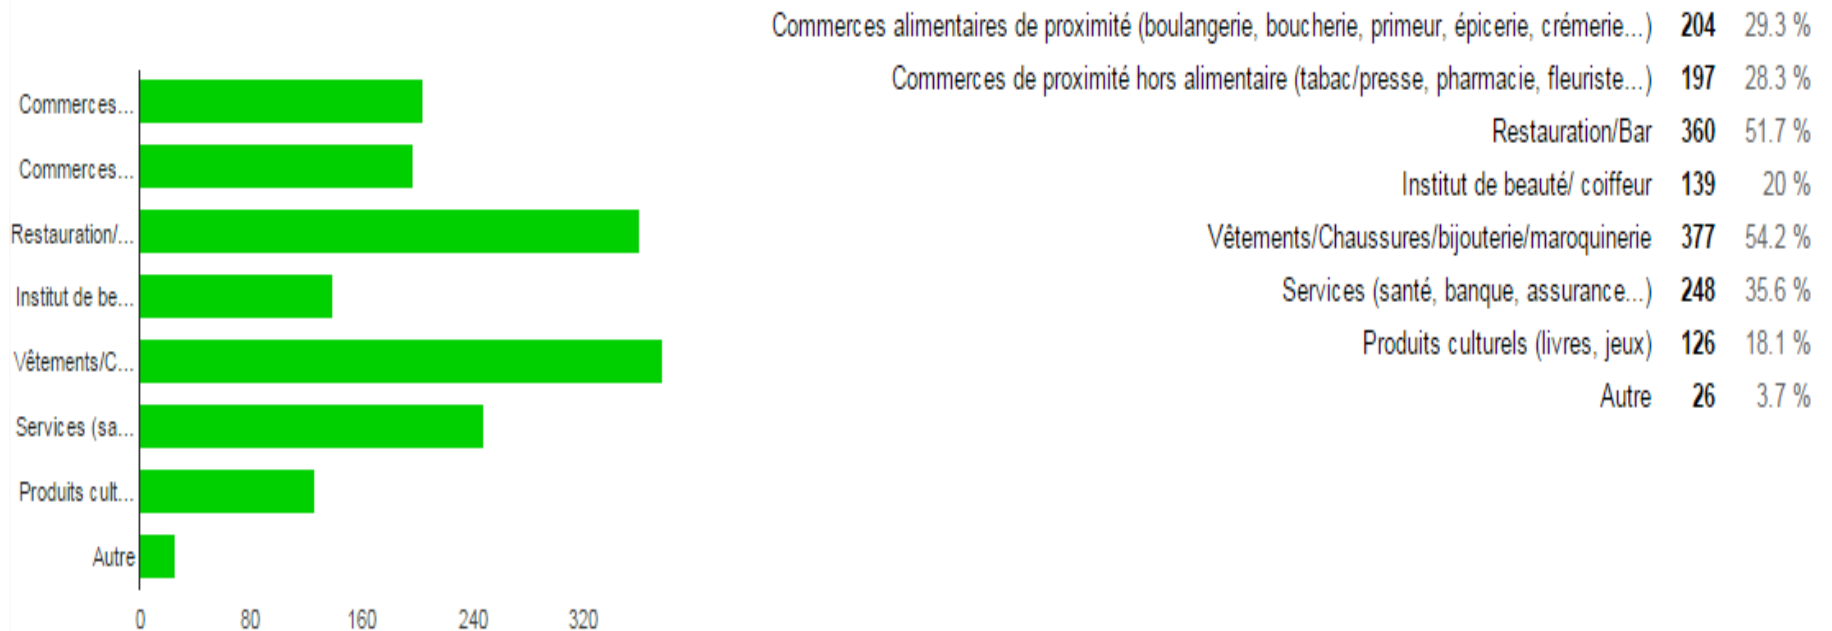 Commerces...
Commerces...
Restauration/...
Institut de be...
Vêtements/C...
Services (sa...
Produits cult...
Autre
0 80 160 240 320
Commerces alimentaires de proximité (boulangerie, boucherie, primeur, épicerie, crémerie...) 204 29.3 %
Commerces de proximité hors alimentaire (tabac/presse, pharmacie, fleuriste...) 197 28.3 %
Restauration/Bar 360 51.7 %
Institut de beauté/ coiffeur 139 20 %
Vêtements/Chaussures/bijouterie/maroquinerie 377 54.2 %
Services (santé, banque, assurance...) 248 35.6 %
Produits culturels (livres, jeux) 126 18.1 %
Autre 26 3.7 %